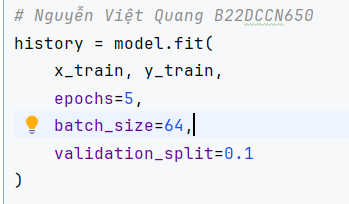 # Nguyễn Việt Quang B22DCCN650
history = model.fit(
    x_train, y_train,
    epochs=5,
    batch_size=64,
    validation_split=0.1
)